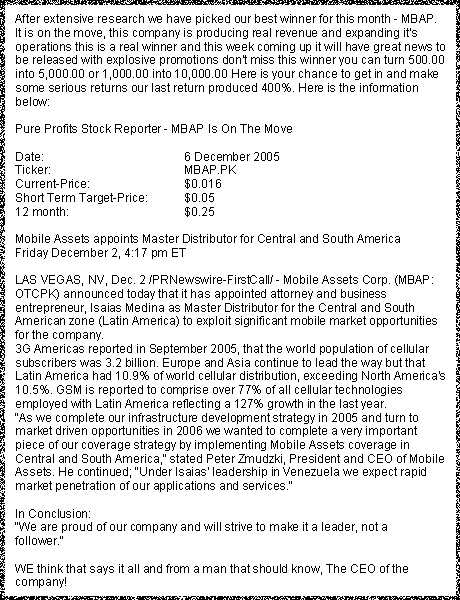 After extensive research we have picked our best winner for this month - MBAP.
It is on the move, this company is producing real revenue and expanding it's
operations this is a real winner and this week coming up it will have great news to
be released with explosive promotions don't miss this winner you can turn 500.00
into 5,000.00 or 1,000.00 into 10,000.00 Here is your chance to get in and make
some serious returns our last return produced 400%. Here is the information
below:
Pure Profits Stock Reporter - MBAP Is On The Move
Date: 6 December 2005
Ticker: MBAP.PK
Current-Price: $0.016
Short Term Target-Price: $0.05
12 month: $0.25
Mobile Assets appoints Master Distributor for Central and South America
Friday December 2, 4:17 pm ET
LAS VEGAS, NV, Dec. 2 /PRNewswire-FirstCall/ - Mobile Assets Corp. (MBAP:
OTCPK) announced today that it has appointed attorney and business
entrepreneur, Isaias Medina as Master Distributor for the Central and South
American zone (Latin America) to exploit significant mobile market opportunities
for the company.
3G Americas reported in September 2005, that the world population of cellular
subscribers was 3.2 billion. Europe and Asia continue to lead the way but that
Latin America had 10.9% of world cellular distribution, exceeding North America's
10.5%. GSM is reported to comprise over 77% of all cellular technologies
employed with Latin America reflecting a 127% growth in the last year.
"As we complete our infrastructure development strategy in 2005 and turn to
market driven opportunities in 2006 we wanted to complete a very important
piece of our coverage strategy by implementing Mobile Assets coverage in
Central and South America," stated Peter Zmudzki, President and CEO of Mobile
Assets. He continued; "Under Isaias' leadership in Venezuela we expect rapid
market penetration of our applications and services."
In Conclusion:
"We are proud of our company and will strive to make it a leader, not a
follower."
WE think that says it all and from a man that should know, The CEO of the
company!